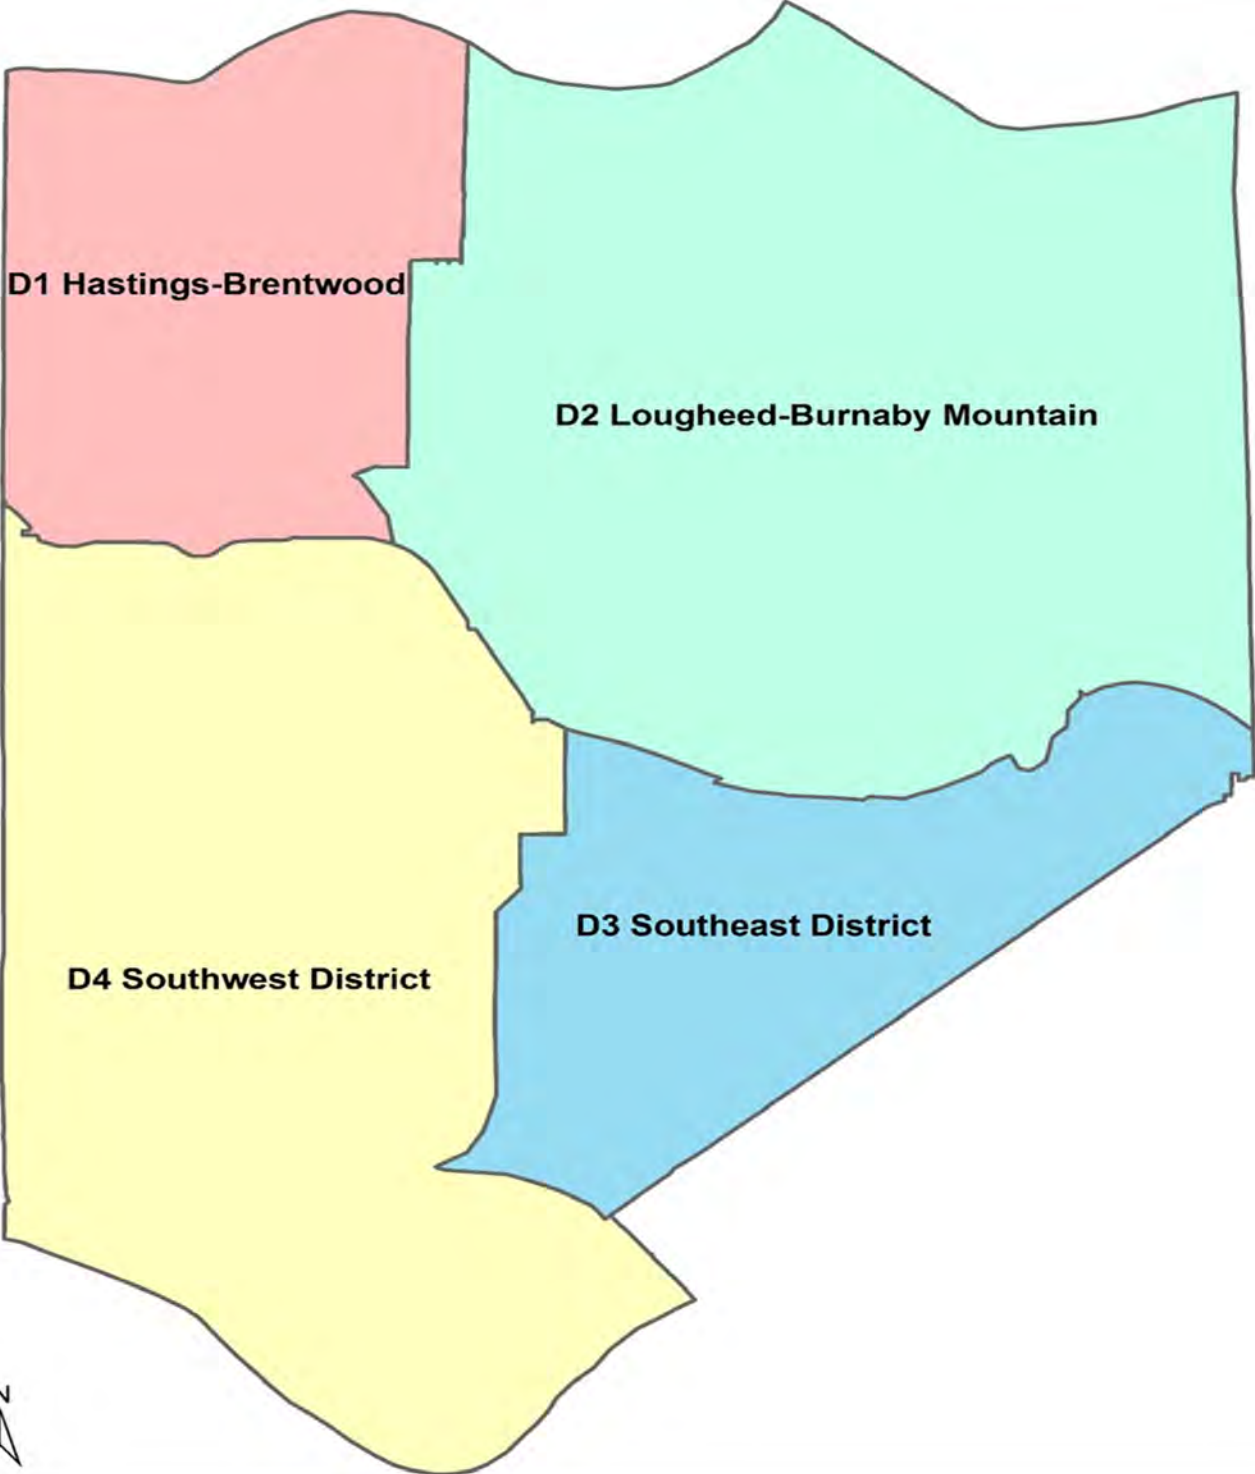 D1 Hastings-Brentwood
D2 Lougheed-Burnaby Mountain
D3 Southeast District
D4 Southwest District
N